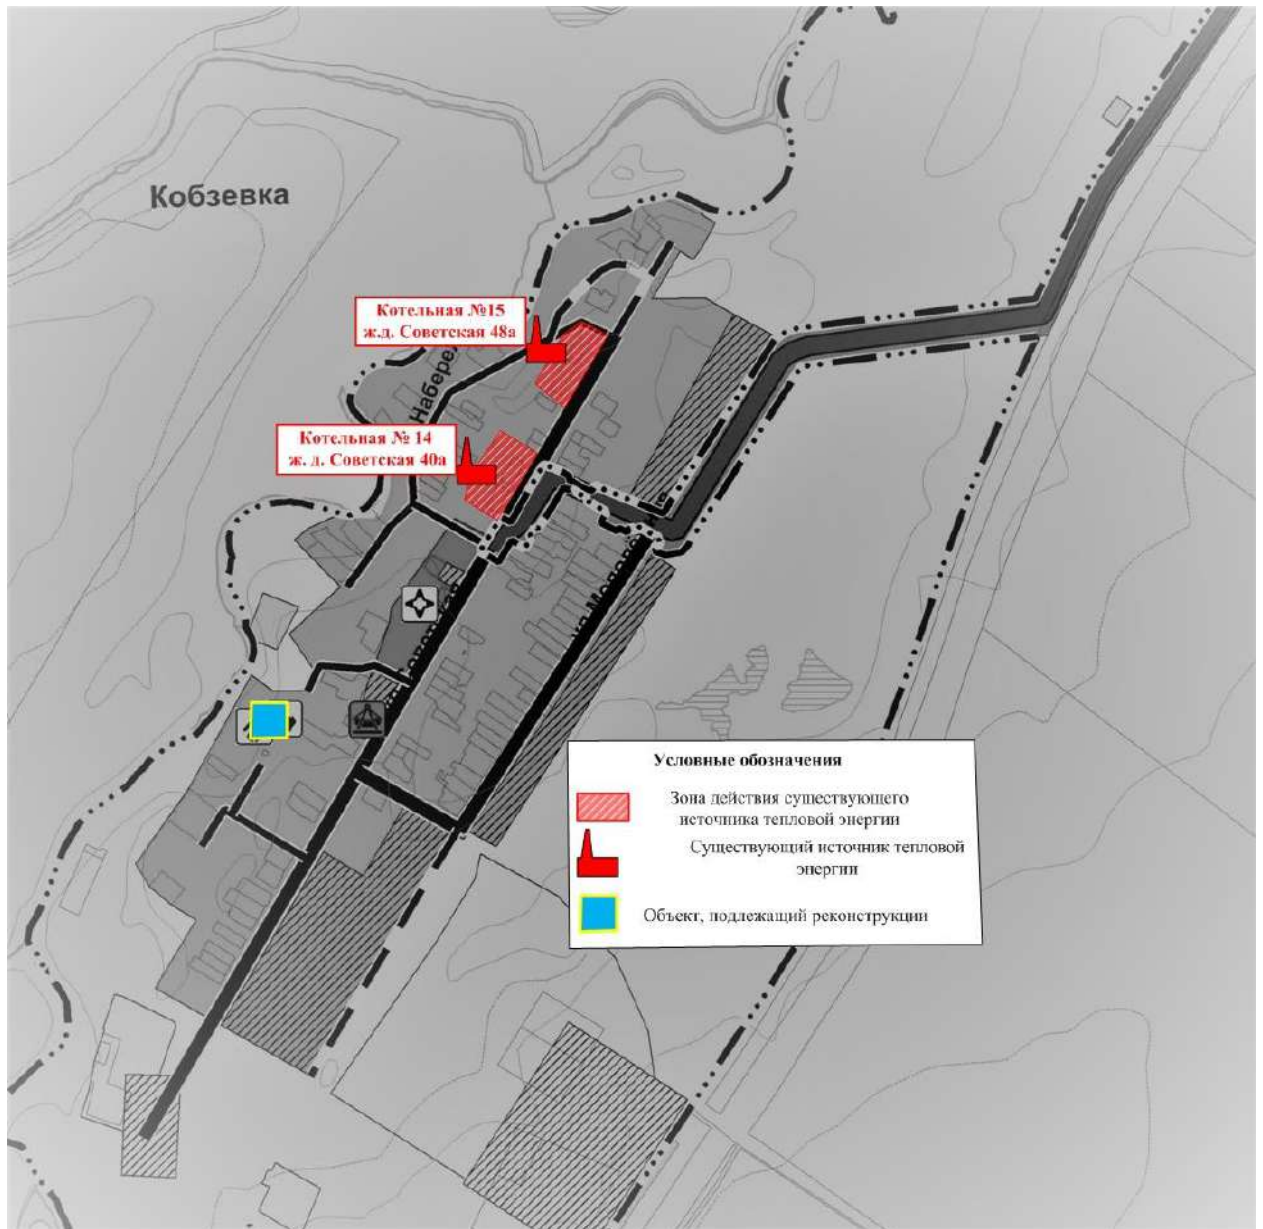 Кобзевка
Котельная №15
ж.д. Советская 48а
Набереж
Котельная № 14
ж. д. Советская 40а
Условные обозначения
Зона действия существующего
источника тепловой энергии
Существующий источник тепловой
энергии
Объект, подлежащий реконструкции